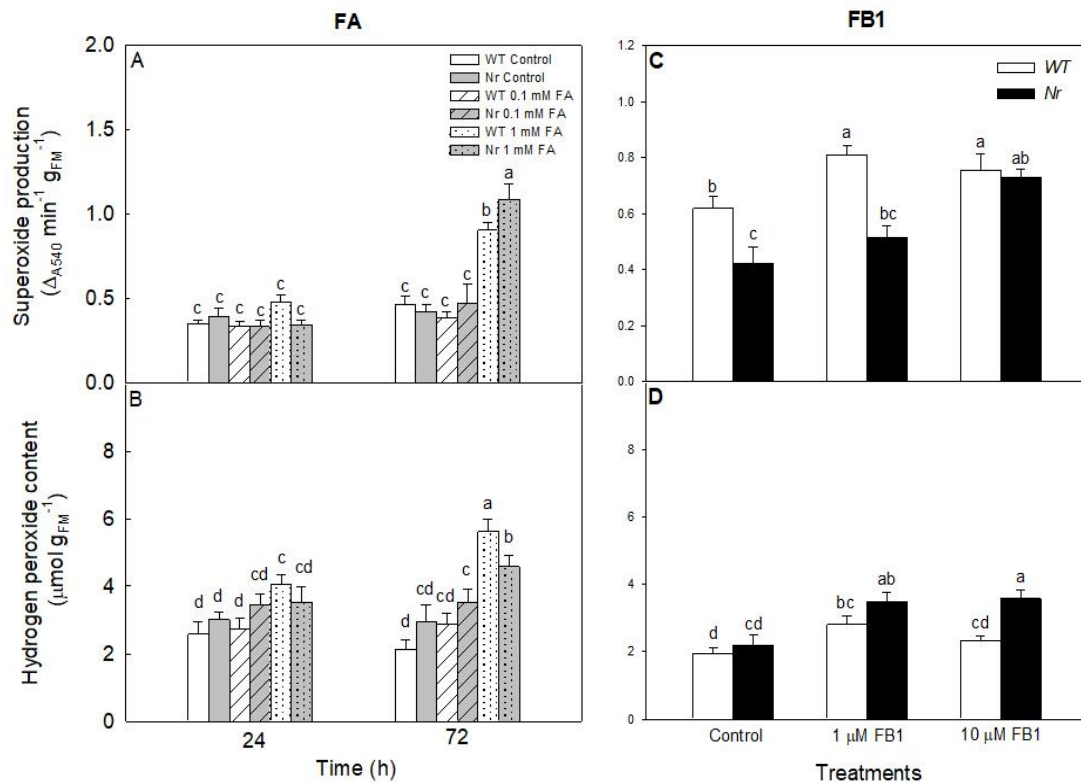 FA
A
2.0
1.5
1.0
0.5
0.0
Superoxide production
(Δ A540 min⁻¹ g FM⁻¹)
WT Control
Nr Control
WT 0.1 mM FA
Nr 0.1 mM FA
WT 1 mM FA
Nr 1 mM FA
c c c c c c
c c c c b a
B
8
6
4
2
0
Hydrogen peroxide content
(μmol g FM⁻¹)
d d d cd c cd
d cd cd c a b
24 72
Time (h)
FB1
C
1.2
1.0
0.8
0.6
0.4
0.2
0.0
WT
Nr
b c a bc a ab
D
8
6
4
2
0
d cd bc ab cd a
Control 1 μM FB1 10 μM FB1
Treatments